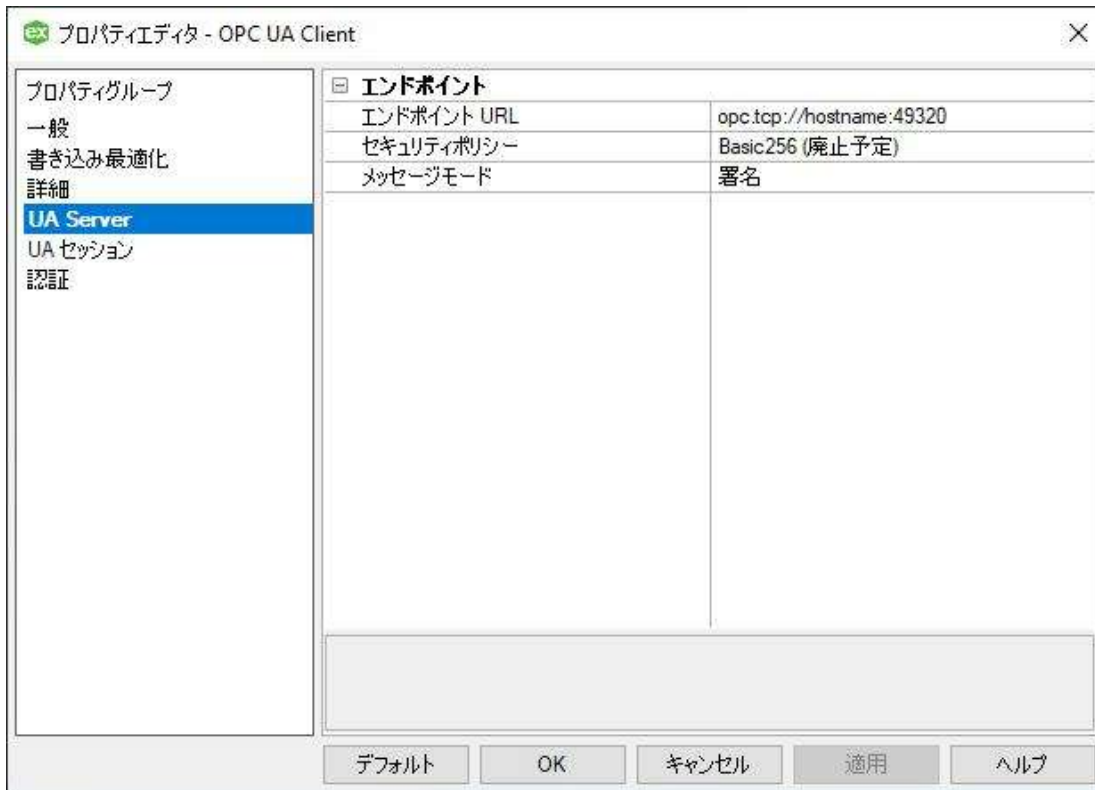 ex プロパティエディタ - OPC UA Client
プロパティグループ
一般
書き込み最適化
詳細
UA Server
UA セッション
認証
エンドポイント
エンドポイント URL opc.tcp://hostname:49320
セキュリティポリシー Basic256 (廃止予定)
メッセージモード 署名
デフォルト OK キャンセル 適用 ヘルプ